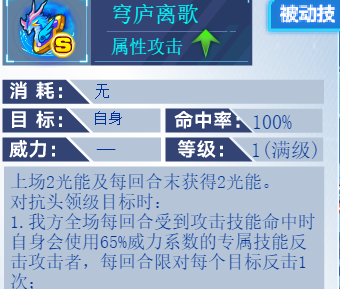 穹庐离歌
被动技
属性攻击
S
消 耗: 无
目 标: 自身
命中率: 100%
威力: —
等级: 1(满级)
上场2光能及每回合末获得2光能。
对抗头领级目标时:
1.我方全场每回合受到攻击技能命中时
自身会使用65%威力系数的专属技能反
击攻击者，每回合限对每个目标反击1
次;